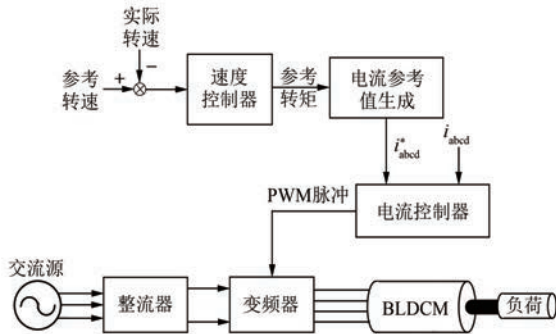 实际
转速
参考
转速
+
−
速度
控制器
参考
转矩
电流参考
值生成
i*abcd
iabcd
PWM脉冲
电流控制器
交流源
整流器
变频器
BLDCM
负荷